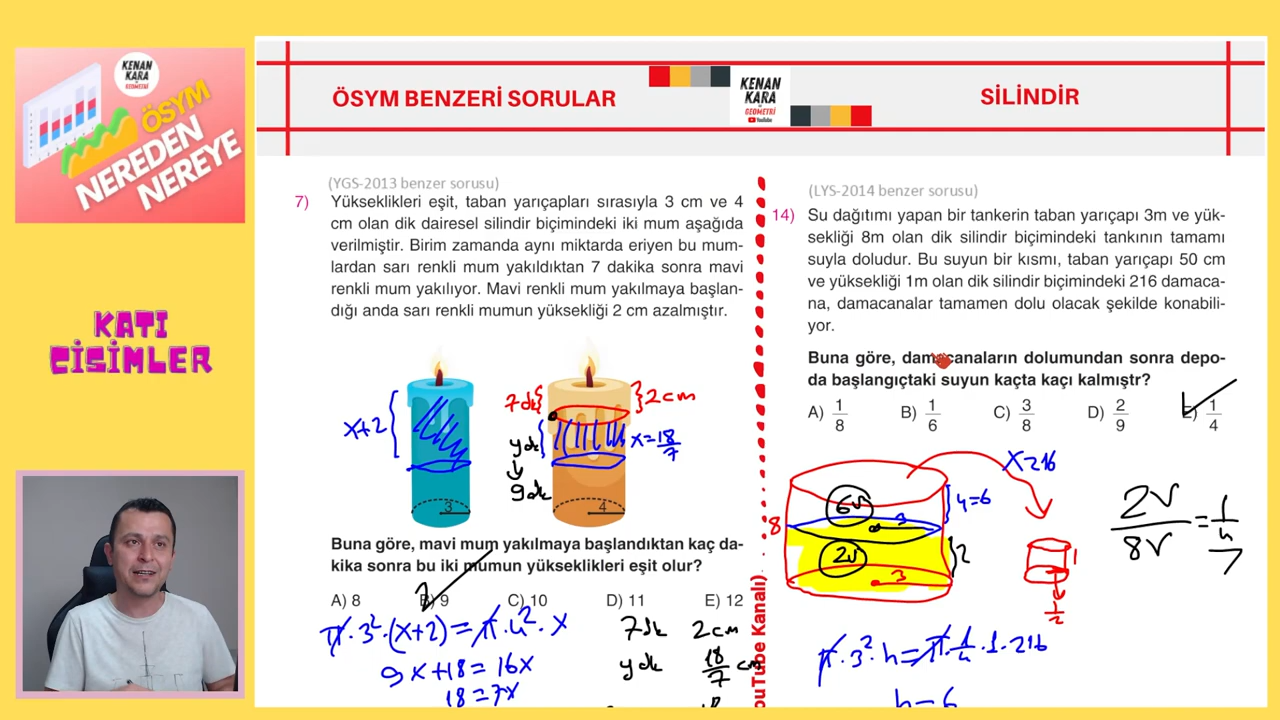 KENAN
KARA
ile
GEOMETRİ
ÖSYM
NEREDEN
NEREYE
KATI
CİSİMLER
ÖSYM BENZERİ SORULAR
KENAN
KARA
ile
GEOMETRİ
YouTube
SİLİNDİR
(YGS-2013 benzer sorusu)
7) Yükseklikleri eşit, taban yarıçapları sırasıyla 3 cm ve 4
cm olan dik dairesel silindir biçimindeki iki mum aşağıda
verilmiştir. Birim zamanda aynı miktarda eriyen bu mum-
lardan sarı renkli mum yakıldıktan 7 dakika sonra mavi
renkli mum yakılıyor. Mavi renkli mum yakılmaya başlan-
dığı anda sarı renkli mumun yüksekliği 2 cm azalmıştır.
x+2
3
7dk
2cm
y dk
x=18/7
9dk
4
Buna göre, mavi mum yakılmaya başlandıktan kaç da-
kika sonra bu iki mumun yükseklikleri eşit olur?
A) 8 B) 9 C) 10 D) 11 E) 12
π·3²·(x+2)=π·4²·x
9x+18=16x
18=7x
7dk 2cm
y dk 18/7 cm
ouTube Kanalı)
(LYS-2014 benzer sorusu)
14) Su dağıtımı yapan bir tankerin taban yarıçapı 3m ve yük-
sekliği 8m olan dik silindir biçimindeki tankının tamamı
suyla doludur. Bu suyun bir kısmı, taban yarıçapı 50 cm
ve yüksekliği 1m olan dik silindir biçimindeki 216 damaca-
na, damacanalar tamamen dolu olacak şekilde konabili-
yor.
Buna göre, damacanaların dolumundan sonra depo-
da başlangıçtaki suyun kaçta kaçı kalmıştr?
A) 1/8 B) 1/6 C) 3/8 D) 2/9 E) 1/4
x216
6V
h=6
3
8
2V
2
3
1
1/2
2V/8V=1/4
π·3²·h=π·1/4·1·216
h=6